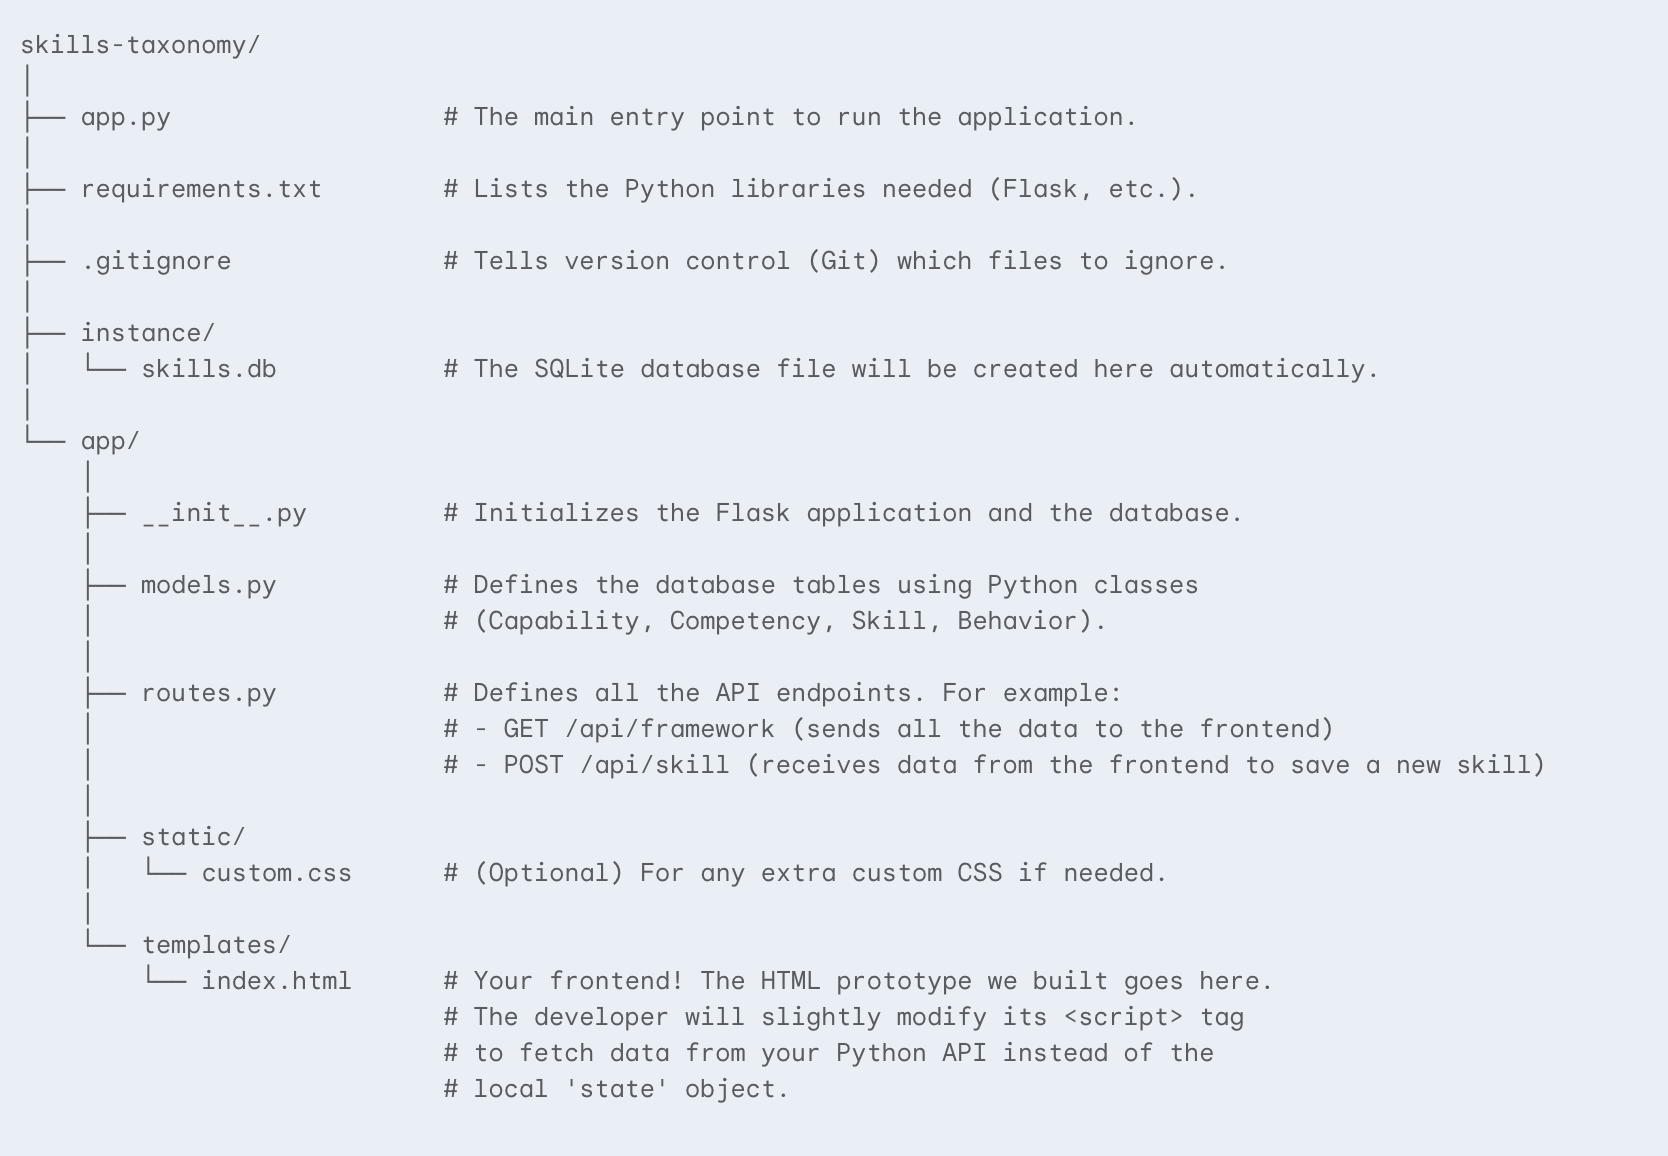 skills-taxonomy/
│
├── app.py                  # The main entry point to run the application.
│
├── requirements.txt        # Lists the Python libraries needed (Flask, etc.).
│
├── .gitignore              # Tells version control (Git) which files to ignore.
│
├── instance/
│   └── skills.db           # The SQLite database file will be created here automatically.
│
└── app/
    │
    ├── __init__.py         # Initializes the Flask application and the database.
    │
    ├── models.py           # Defines the database tables using Python classes
    │                       # (Capability, Competency, Skill, Behavior).
    │
    ├── routes.py           # Defines all the API endpoints. For example:
    │                       # - GET /api/framework (sends all the data to the frontend)
    │                       # - POST /api/skill (receives data from the frontend to save a new skill)
    │
    ├── static/
    │   └── custom.css      # (Optional) For any extra custom CSS if needed.
    │
    └── templates/
        └── index.html      # Your frontend! The HTML prototype we built goes here.
                            # The developer will slightly modify its <script> tag
                            # to fetch data from your Python API instead of the
                            # local 'state' object.